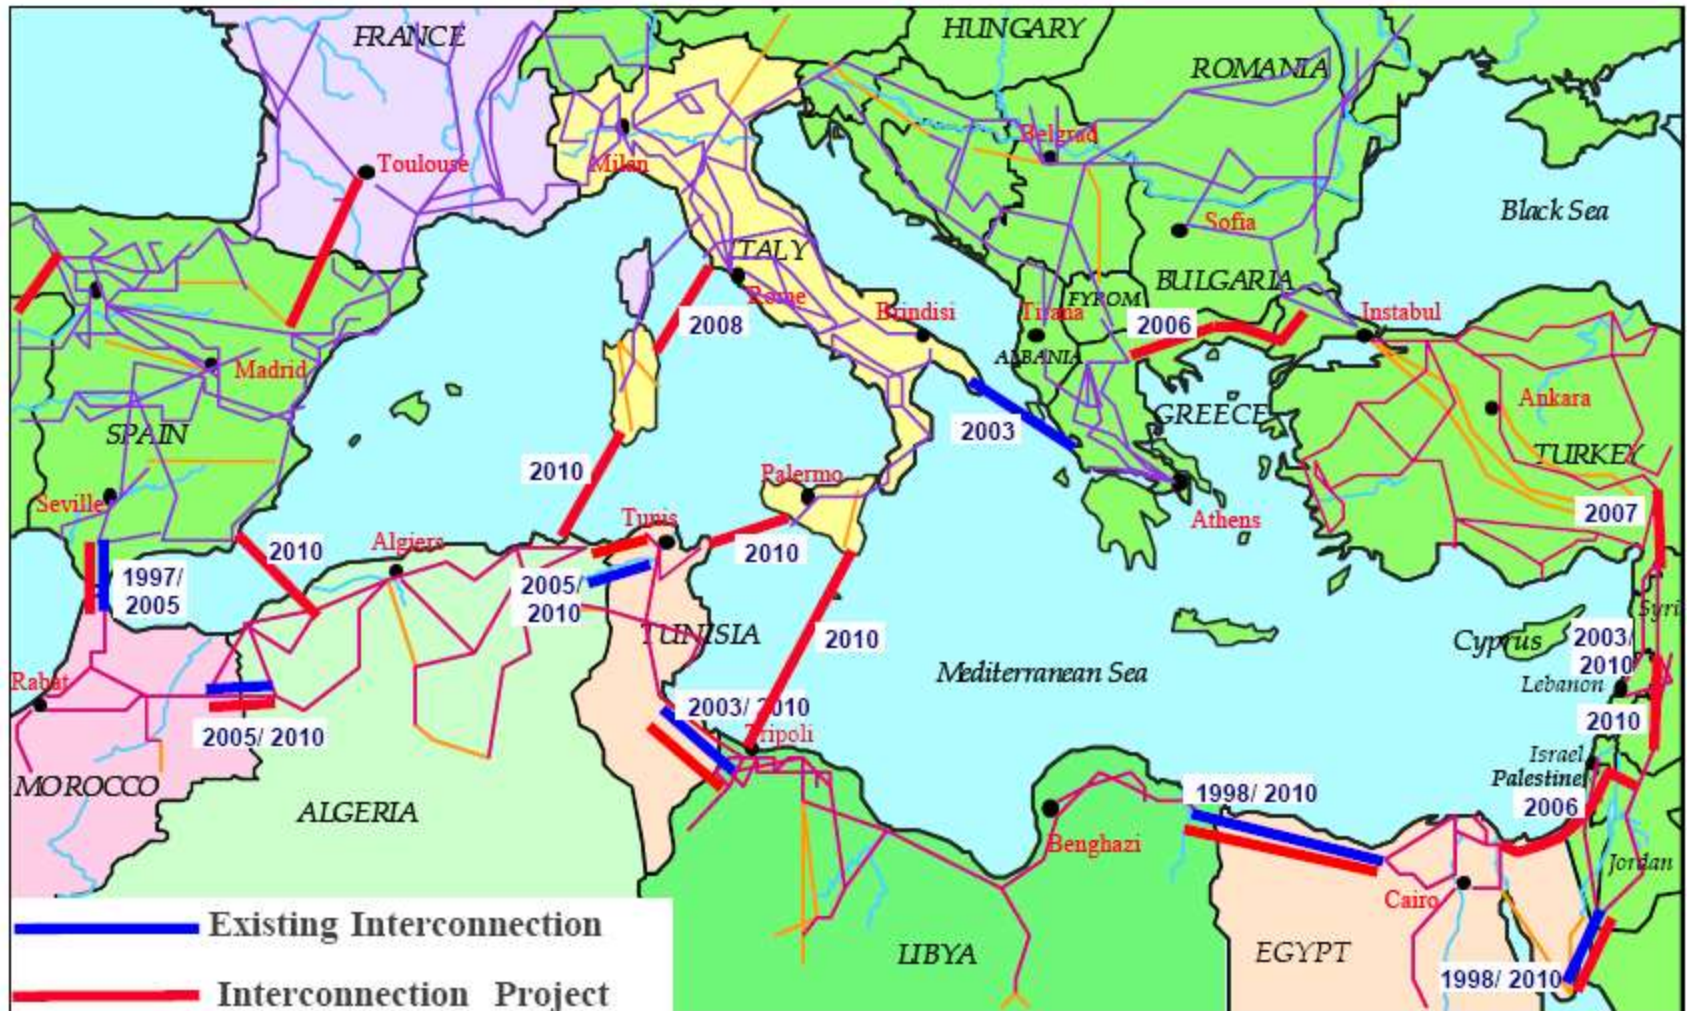 FRANCE
HUNGARY
ROMANIA
Toulouse
Milan
Belgrad
Black Sea
Sofia
ITALY
BULGARIA
Rome
Brindisi
Tirana
FYROM
2006
Instabul
2008
ALBANIA
Madrid
Ankara
SPAIN
2003
GREECE
TURKEY
2010
Palermo
Seville
2007
Tunis
Athens
Algiers
2010
2010
1997/
2005
2005/
2010
Syri
TUNISIA
2010
Cyprus
2003/
2010
Mediterranean Sea
Rabat
Lebanon
2003/ 2010
2010
2005/ 2010
Tripoli
Israel
MOROCCO
Palestine
1998/ 2010
2006
ALGERIA
Benghazi
Jordan
Cairo
Existing Interconnection
LIBYA
EGYPT
1998/ 2010
Interconnection Project